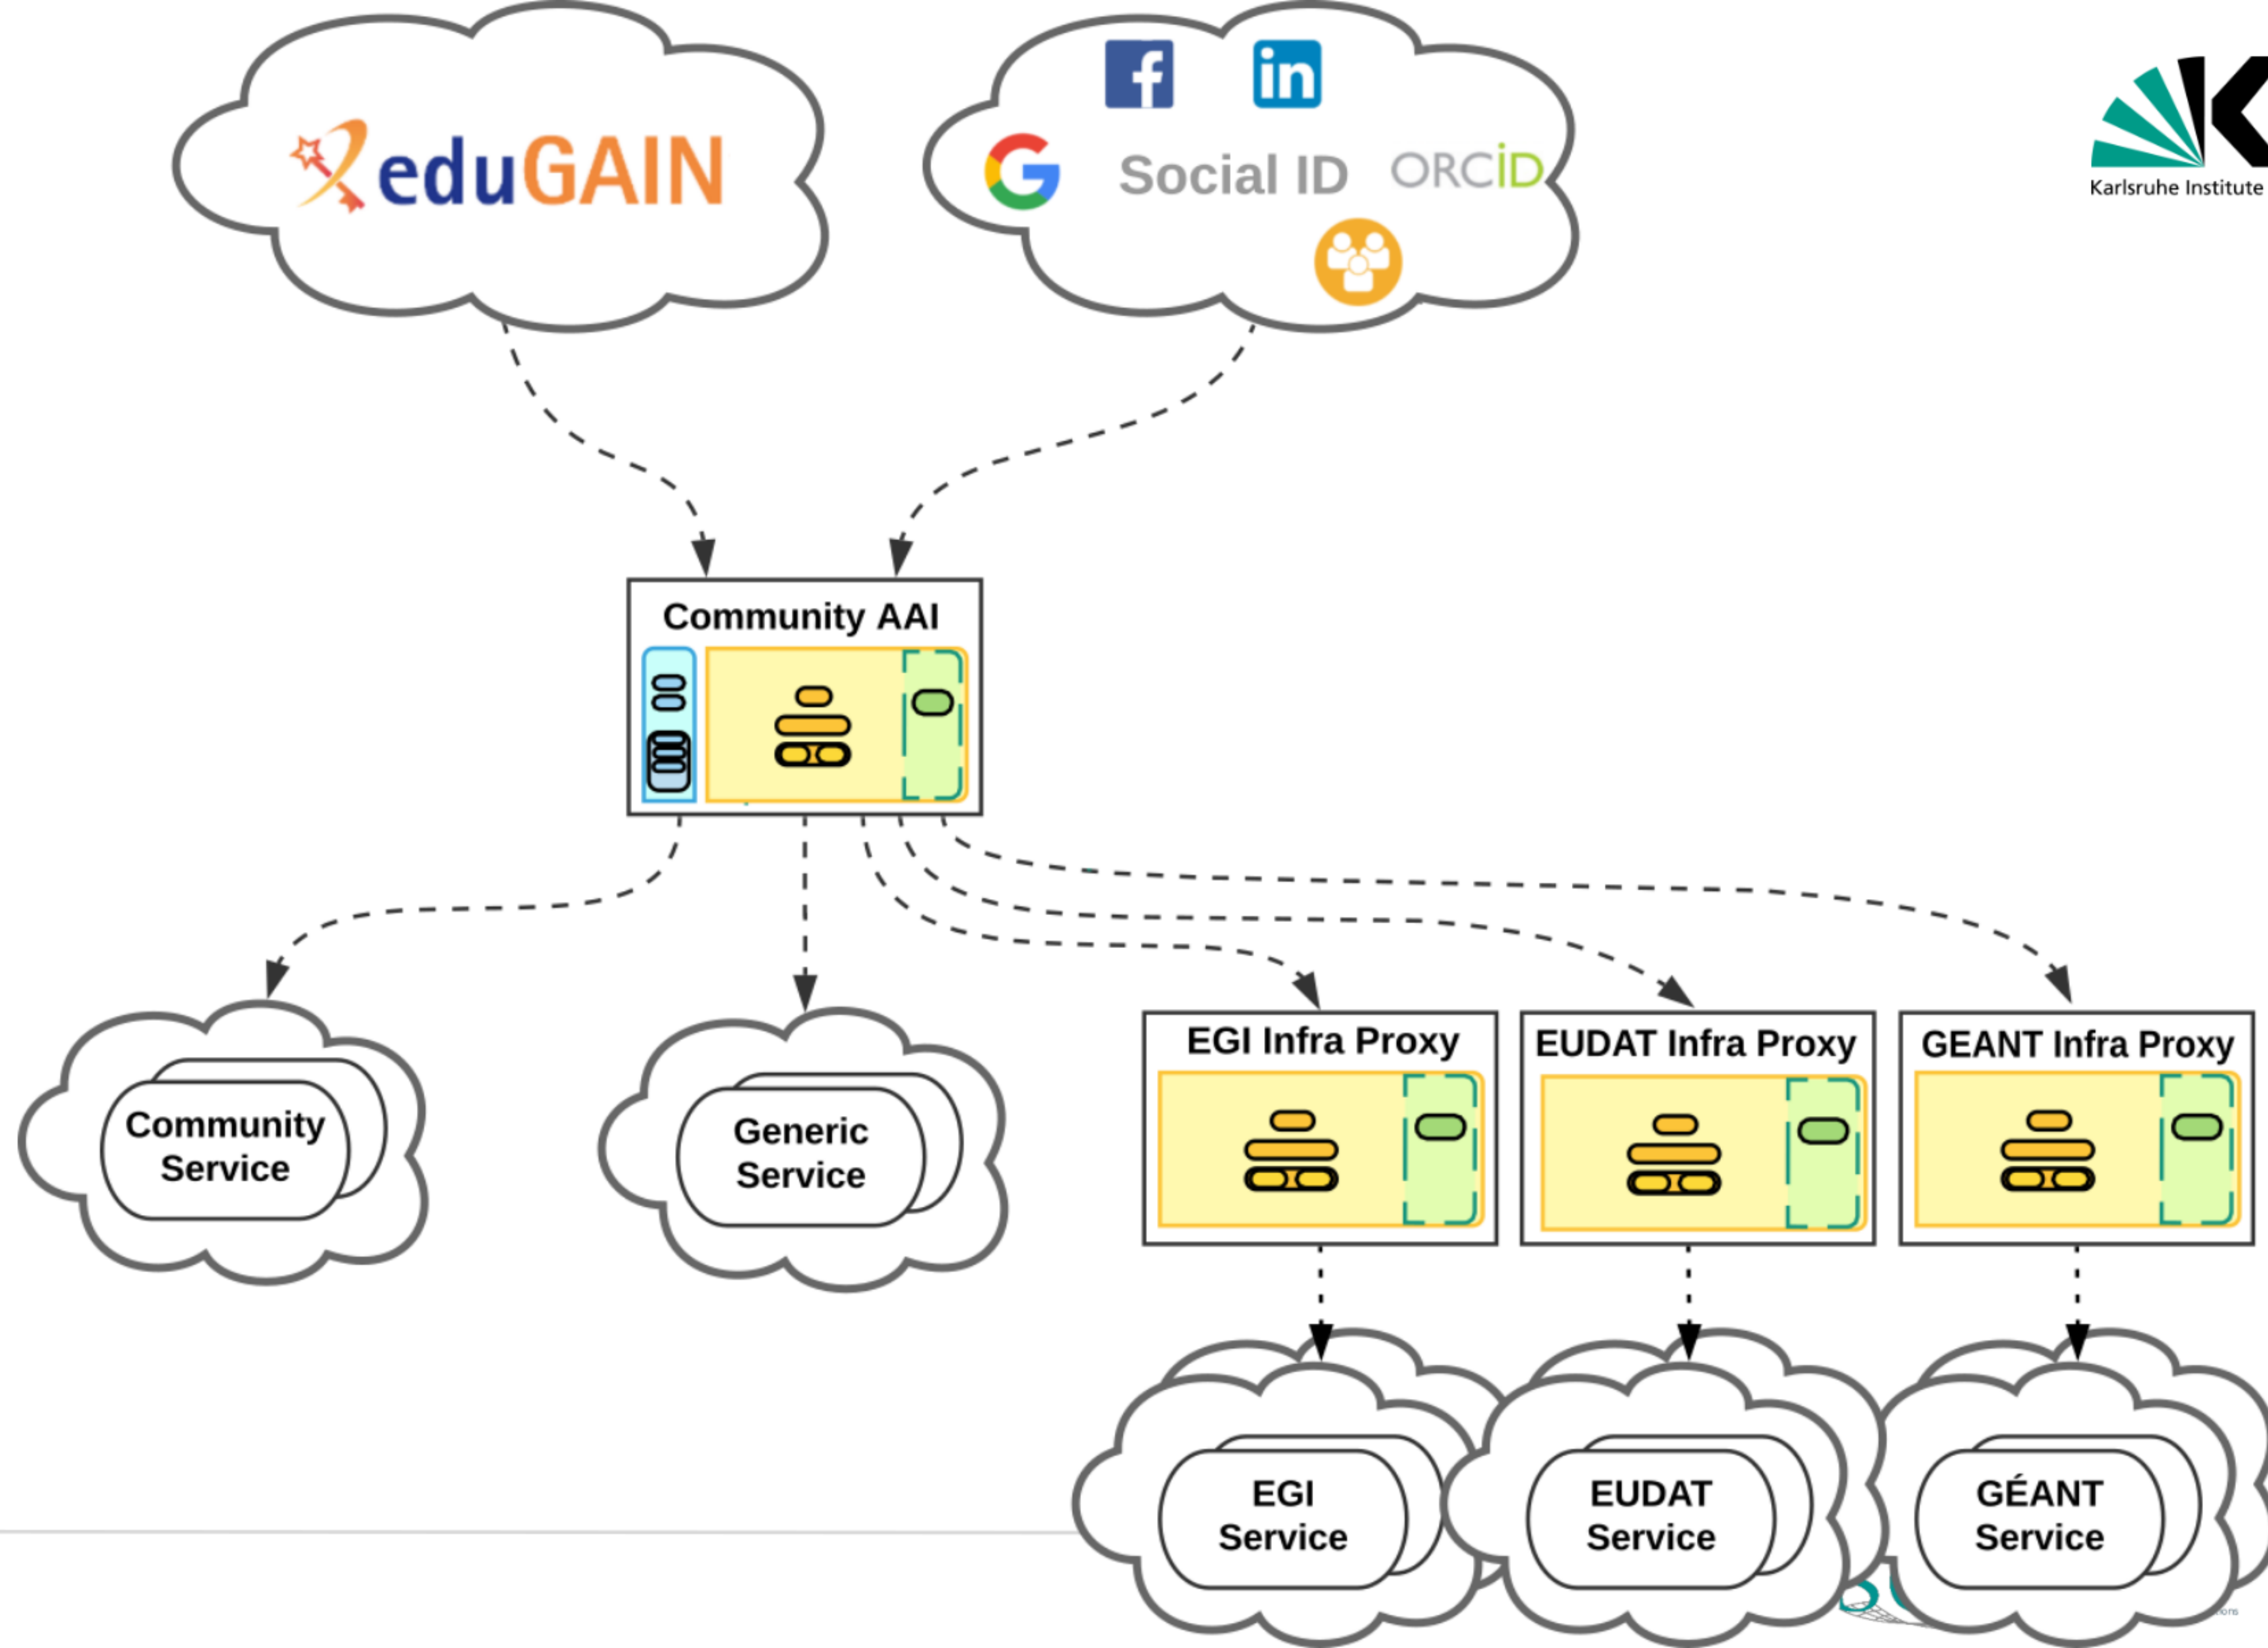 eduGAIN
Social ID
ORCiD
Karlsruhe Institute
Community AAI
Community
Service
Generic
Service
EGI Infra Proxy
EUDAT Infra Proxy
GEANT Infra Proxy
EGI
Service
EUDAT
Service
GÉANT
Service